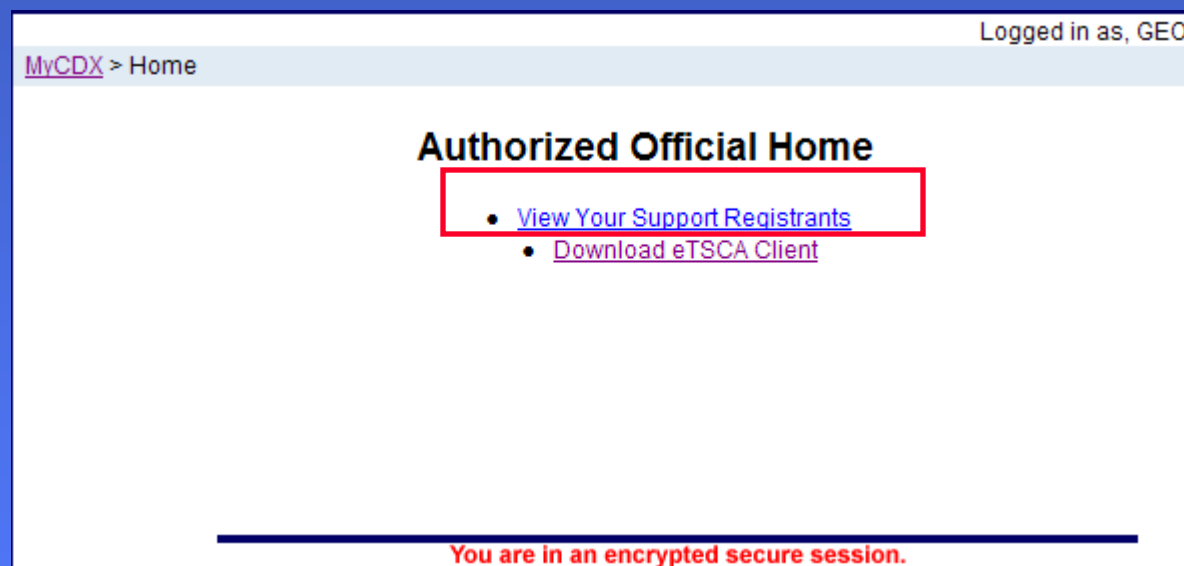 Logged in as, GEO
MyCDX > Home
Authorized Official Home
• View Your Support Registrants
• Download eTSCA Client
You are in an encrypted secure session.